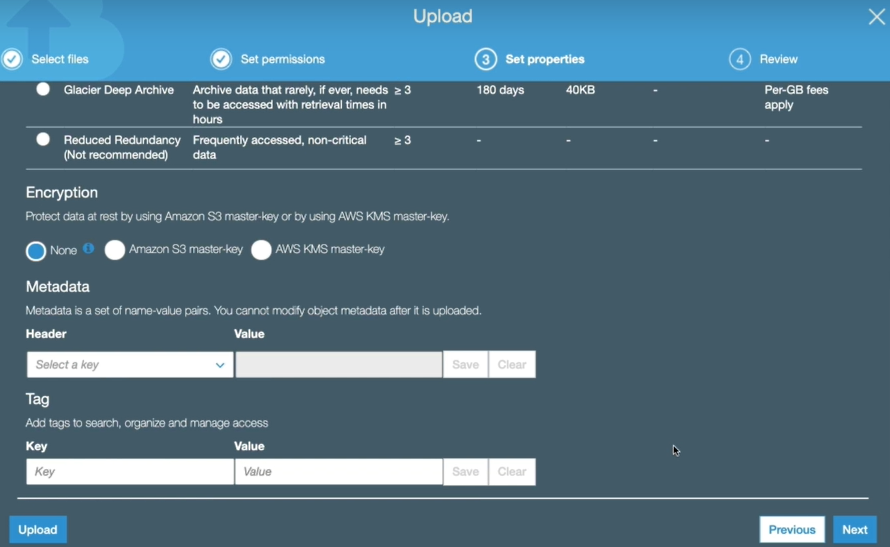 Upload
Select files
Set permissions
3 Set properties
4 Review
Glacier Deep Archive Archive data that rarely, if ever, needs ≥ 3 180 days 40KB - Per-GB fees
to be accessed with retrieval times in apply
hours
Reduced Redundancy Frequently accessed, non-critical ≥ 3 - - - -
(Not recommended) data
Encryption
Protect data at rest by using Amazon S3 master-key or by using AWS KMS master-key.
None Amazon S3 master-key AWS KMS master-key
Metadata
Metadata is a set of name-value pairs. You cannot modify object metadata after it is uploaded.
Header Value
Select a key Save Clear
Tag
Add tags to search, organize and manage access
Key Value
Key Value Save Clear
Upload Previous Next